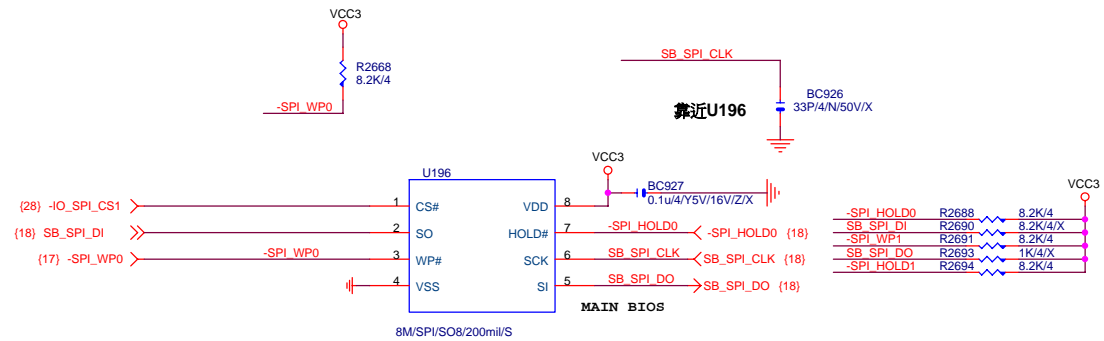 VCC3
R2668
8.2K/4
-SPI_WP0
SB_SPI_CLK
BC926
33P/4/N/50V/X
靠近U196
U196
VCC3
BC927
0.1u/4/Y5V/16V/Z/X
{28} -IO_SPI_CS1 1 CS# VDD 8
{18} SB_SPI_DI 2 SO HOLD# 7 -SPI_HOLD0 -SPI_HOLD0 {18}
{17} -SPI_WP0 -SPI_WP0 3 WP# SCK 6 SB_SPI_CLK SB_SPI_CLK {18}
4 VSS SI 5 SB_SPI_DO SB_SPI_DO {18}
MAIN BIOS
8M/SPI/SO8/200mil/S
VCC3
-SPI_HOLD0 R2688 8.2K/4
SB_SPI_DI R2690 8.2K/4/X
-SPI_WP1 R2691 8.2K/4
SB_SPI_DO R2693 1K/4/X
-SPI_HOLD1 R2694 8.2K/4